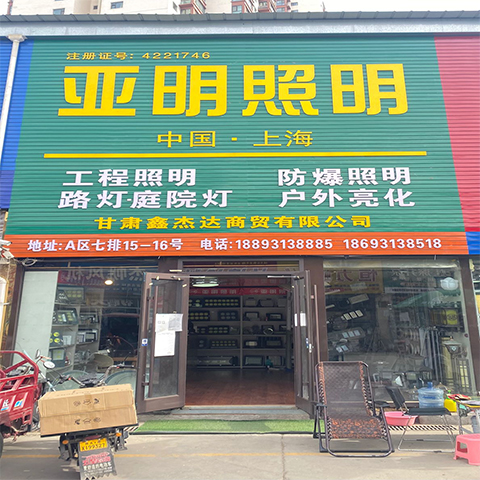 注册证号：4221746
亚明照明
中国·上海
工程照明 防爆照明
路灯庭院灯 户外亮化
甘肃鑫杰达商贸有限公司
地址:A区七排15-16号 电话:18893138885 18693138518